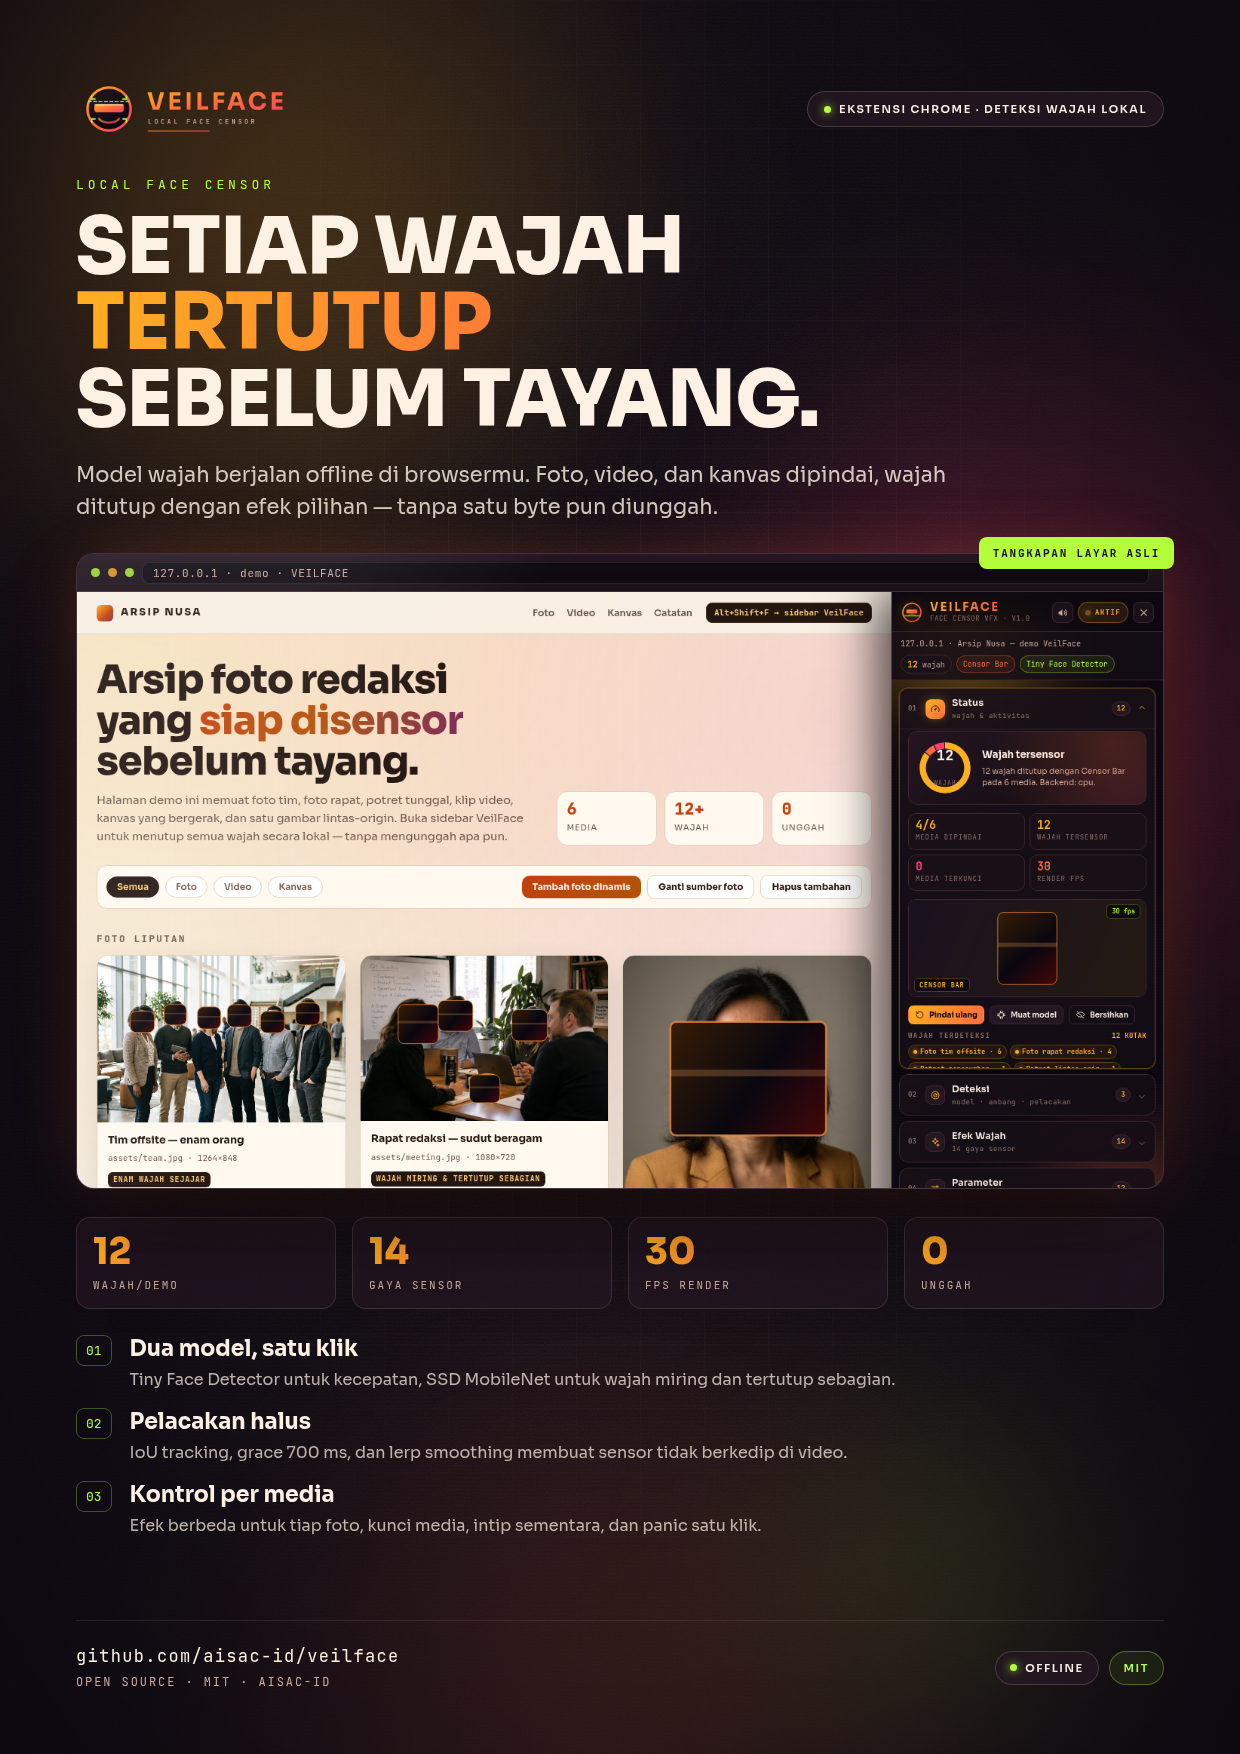 VEILFACE
LOCAL FACE CENSOR
EKSTENSI CHROME · DETEKSI WAJAH LOKAL
LOCAL FACE CENSOR
SETIAP WAJAH
TERTUTUP
SEBELUM TAYANG.
Model wajah berjalan offline di browsermu. Foto, video, dan kanvas dipindai, wajah
ditutup dengan efek pilihan — tanpa satu byte pun diunggah.
TANGKAPAN LAYAR ASLI
127.0.0.1 · demo · VEILFACE
ARSIP NUSA
Foto Video Kanvas Catatan
Alt+Shift+F → sidebar VeilFace
Arsip foto redaksi
yang siap disensor
sebelum tayang.
Halaman demo ini memuat foto tim, foto rapat, potret tunggal, klip video,
kanvas yang bergerak, dan satu gambar lintas-origin. Buka sidebar VeilFace
untuk menutup semua wajah secara lokal — tanpa mengunggah apa pun.
6
MEDIA
12+
WAJAH
0
UNGGAH
Semua Foto Video Kanvas
Tambah foto dinamis Ganti sumber foto Hapus tambahan
FOTO LIPUTAN
Tim offsite — enam orang
assets/team.jpg · 1264×848
ENAM WAJAH SEJAJAR
Rapat redaksi — sudut beragam
assets/meeting.jpg · 1080×720
WAJAH MIRING & TERTUTUP SEBAGIAN
VEILFACE
FACE CENSOR VFX · V1.0
AKTIF
127.0.0.1 · Arsip Nusa — demo VeilFace
12 wajah Censor Bar Tiny Face Detector
01 Status 12
wajah & aktivitas
12
WAJAH
Wajah tersensor
12 wajah ditutup dengan Censor Bar
pada 6 media. Backend: cpu.
4/6
MEDIA DIPINDAI
12
WAJAH TERSENSOR
0
MEDIA TERKUNCI
30
RENDER FPS
30 fps
CENSOR BAR
Pindai ulang Muat model Bersihkan
WAJAH TERDETEKSI 12 KOTAK
Foto tim offsite · 6 Foto rapat redaksi · 4
02 Deteksi 3
model · ambang · pelacakan
03 Efek Wajah 14
14 gaya sensor
Parameter
12
WAJAH/DEMO
14
GAYA SENSOR
30
FPS RENDER
0
UNGGAH
01 Dua model, satu klik
Tiny Face Detector untuk kecepatan, SSD MobileNet untuk wajah miring dan tertutup sebagian.
02 Pelacakan halus
IoU tracking, grace 700 ms, dan lerp smoothing membuat sensor tidak berkedip di video.
03 Kontrol per media
Efek berbeda untuk tiap foto, kunci media, intip sementara, dan panic satu klik.
github.com/aisac-id/veilface
OPEN SOURCE · MIT · AISAC-ID
OFFLINE
MIT